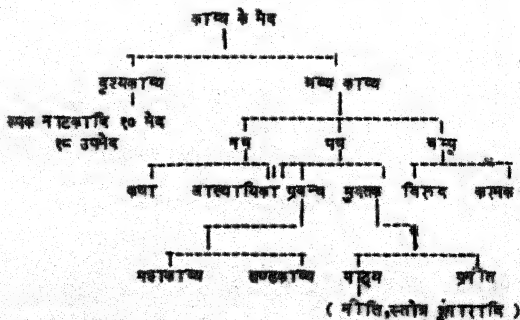 काव्य के भेद
दृश्यकाव्य श्रव्य काव्य
रूपक नाटकादि १० भेद
१८ उपभेद
गद्य पद्य चम्पू
कथा आख्यायिका प्रबन्ध मुक्तक विरुद करम्भक
महाकाव्य खण्डकाव्य पाठ्य प्रगीत
( नीति,स्तोत्र श्रृंगारादि )